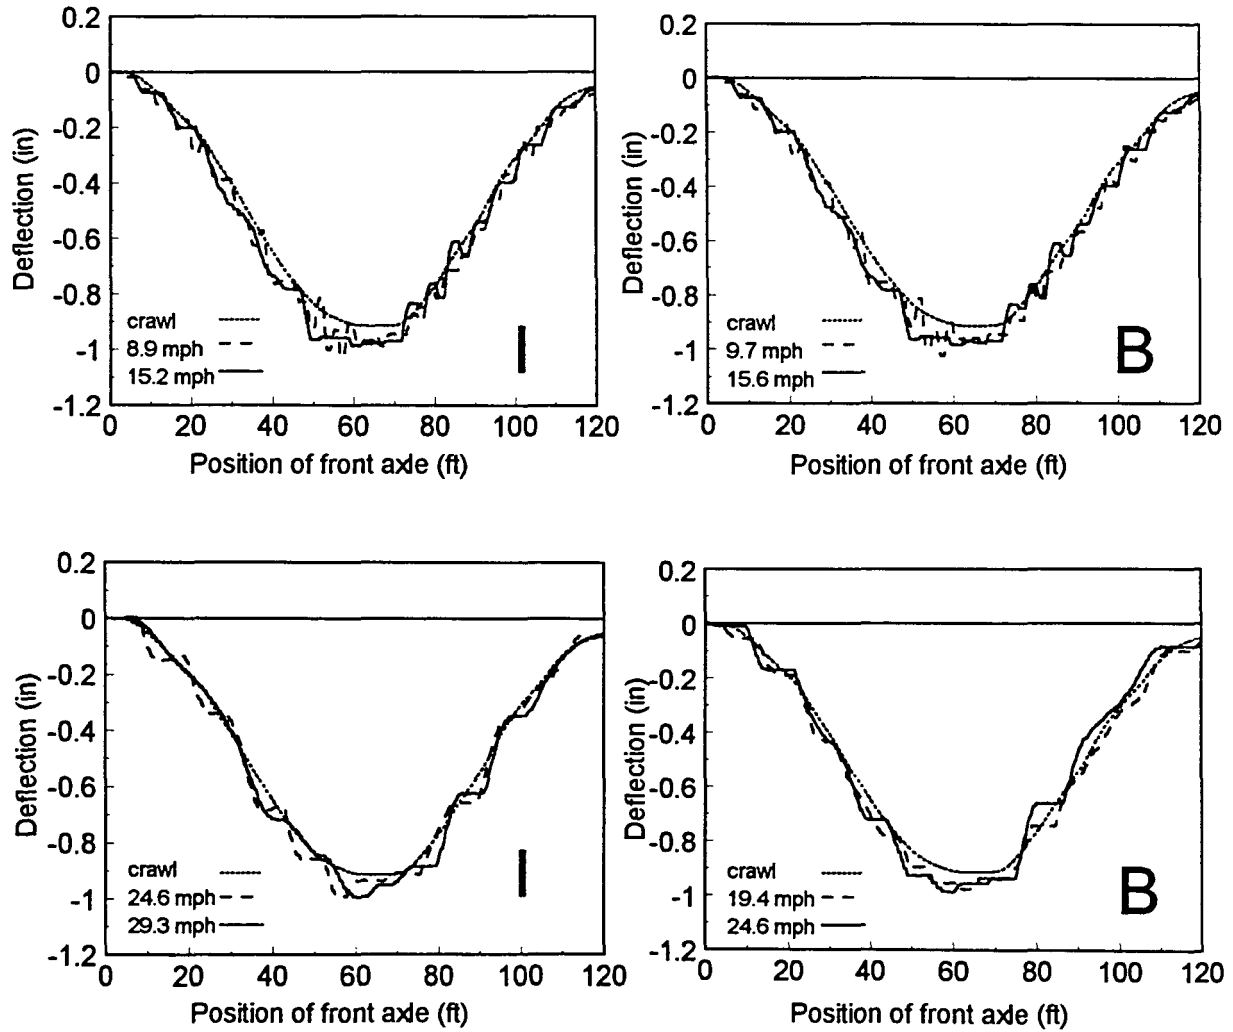 0.2
0
-0.2
-0.4
-0.6
-0.8
-1
-1.2
Deflection (in)
crawl
8.9 mph
15.2 mph
I
0 20 40 60 80 100 120
Position of front axle (ft)
0.2
0
-0.2
-0.4
-0.6
-0.8
-1
-1.2
Deflection (in)
crawl
9.7 mph
15.6 mph
B
0 20 40 60 80 100 120
Position of front axle (ft)
0.2
0
-0.2
-0.4
-0.6
-0.8
-1
-1.2
Deflection (in)
crawl
24.6 mph
29.3 mph
I
0 20 40 60 80 100 120
Position of front axle (ft)
0.2
0
-0.2
-0.4
-0.6
-0.8
-1
-1.2
Deflection (in)
crawl
19.4 mph
24.6 mph
B
0 20 40 60 80 100 120
Position of front axle (ft)